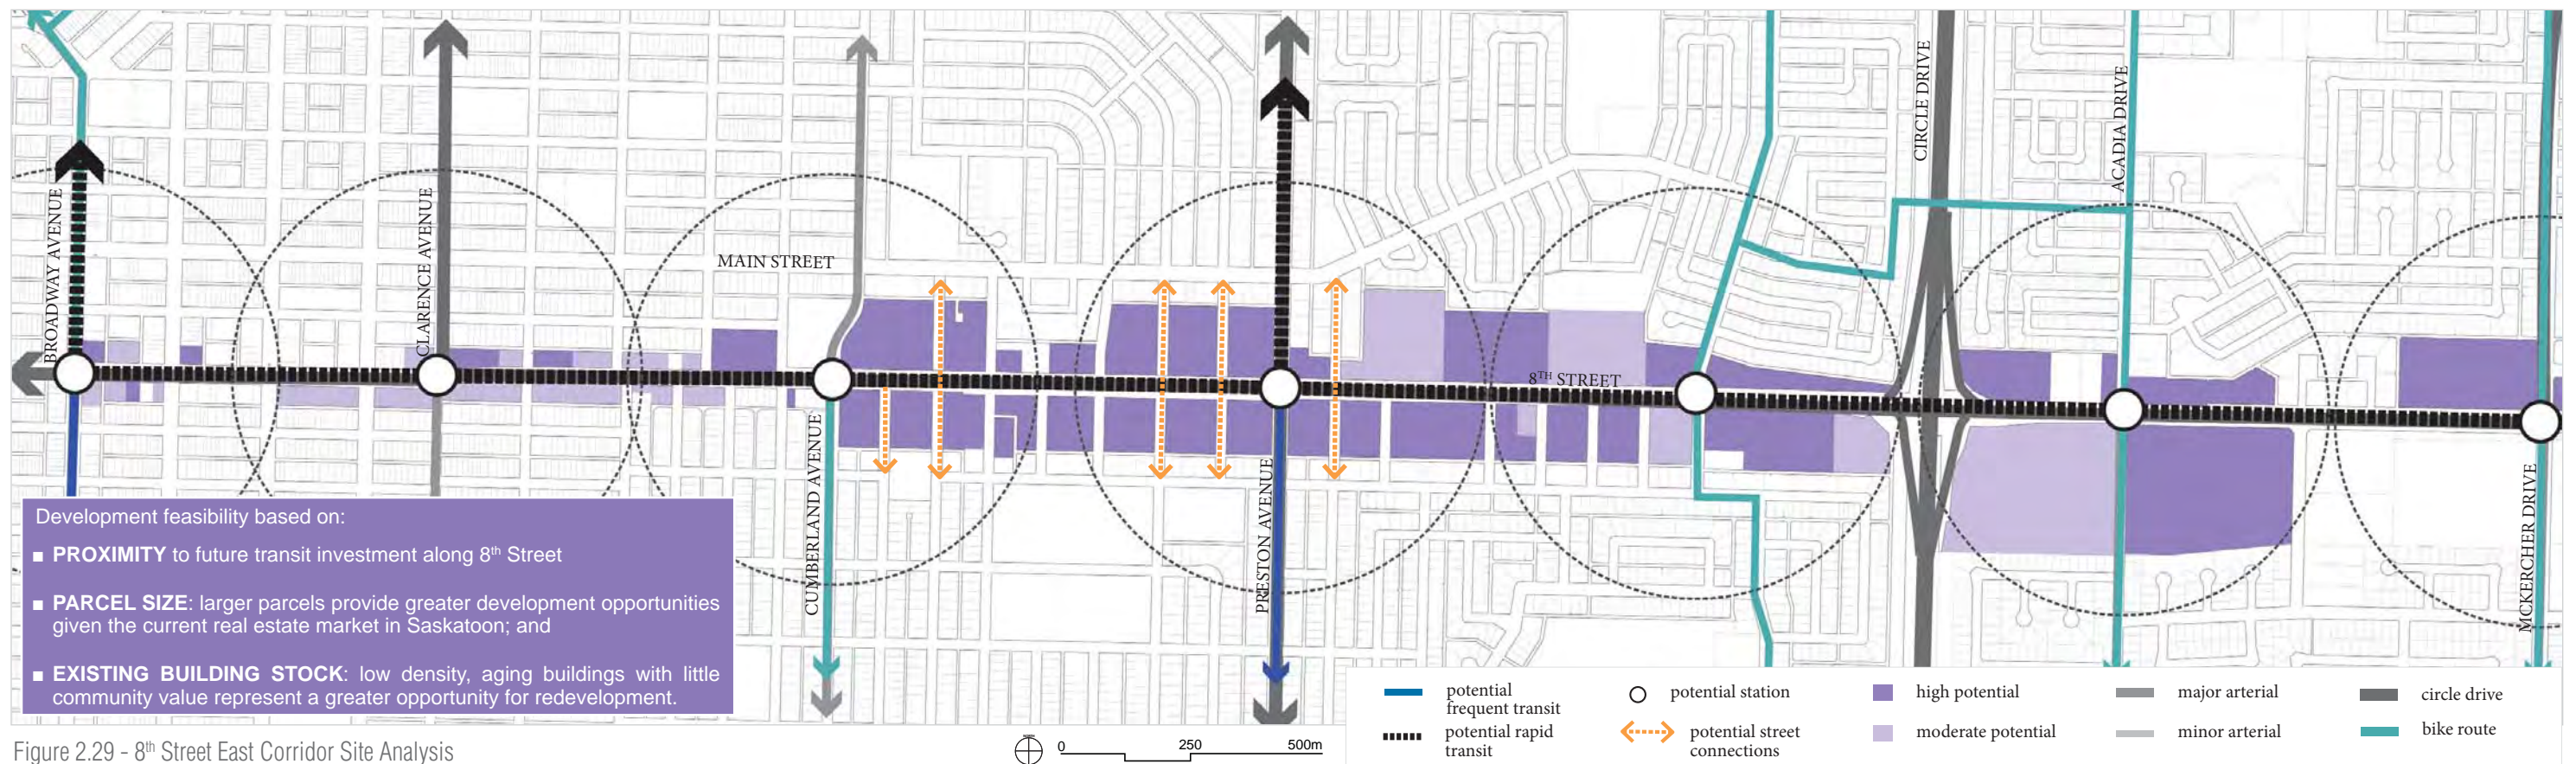 BROADWAY AVENUE
CLARENCE AVENUE
MAIN STREET
CUMBERLAND AVENUE
PRESTON AVENUE
8TH STREET
CIRCLE DRIVE
ACADIA DRIVE
MCKERCHER DRIVE
Development feasibility based on:
■ PROXIMITY to future transit investment along 8th Street
■ PARCEL SIZE: larger parcels provide greater development opportunities
given the current real estate market in Saskatoon; and
■ EXISTING BUILDING STOCK: low density, aging buildings with little
community value represent a greater opportunity for redevelopment.
potential
frequent transit
potential rapid
transit
potential station
potential street
connections
high potential
moderate potential
major arterial
minor arterial
circle drive
bike route
Figure 2.29 - 8th Street East Corridor Site Analysis
0 250 500m